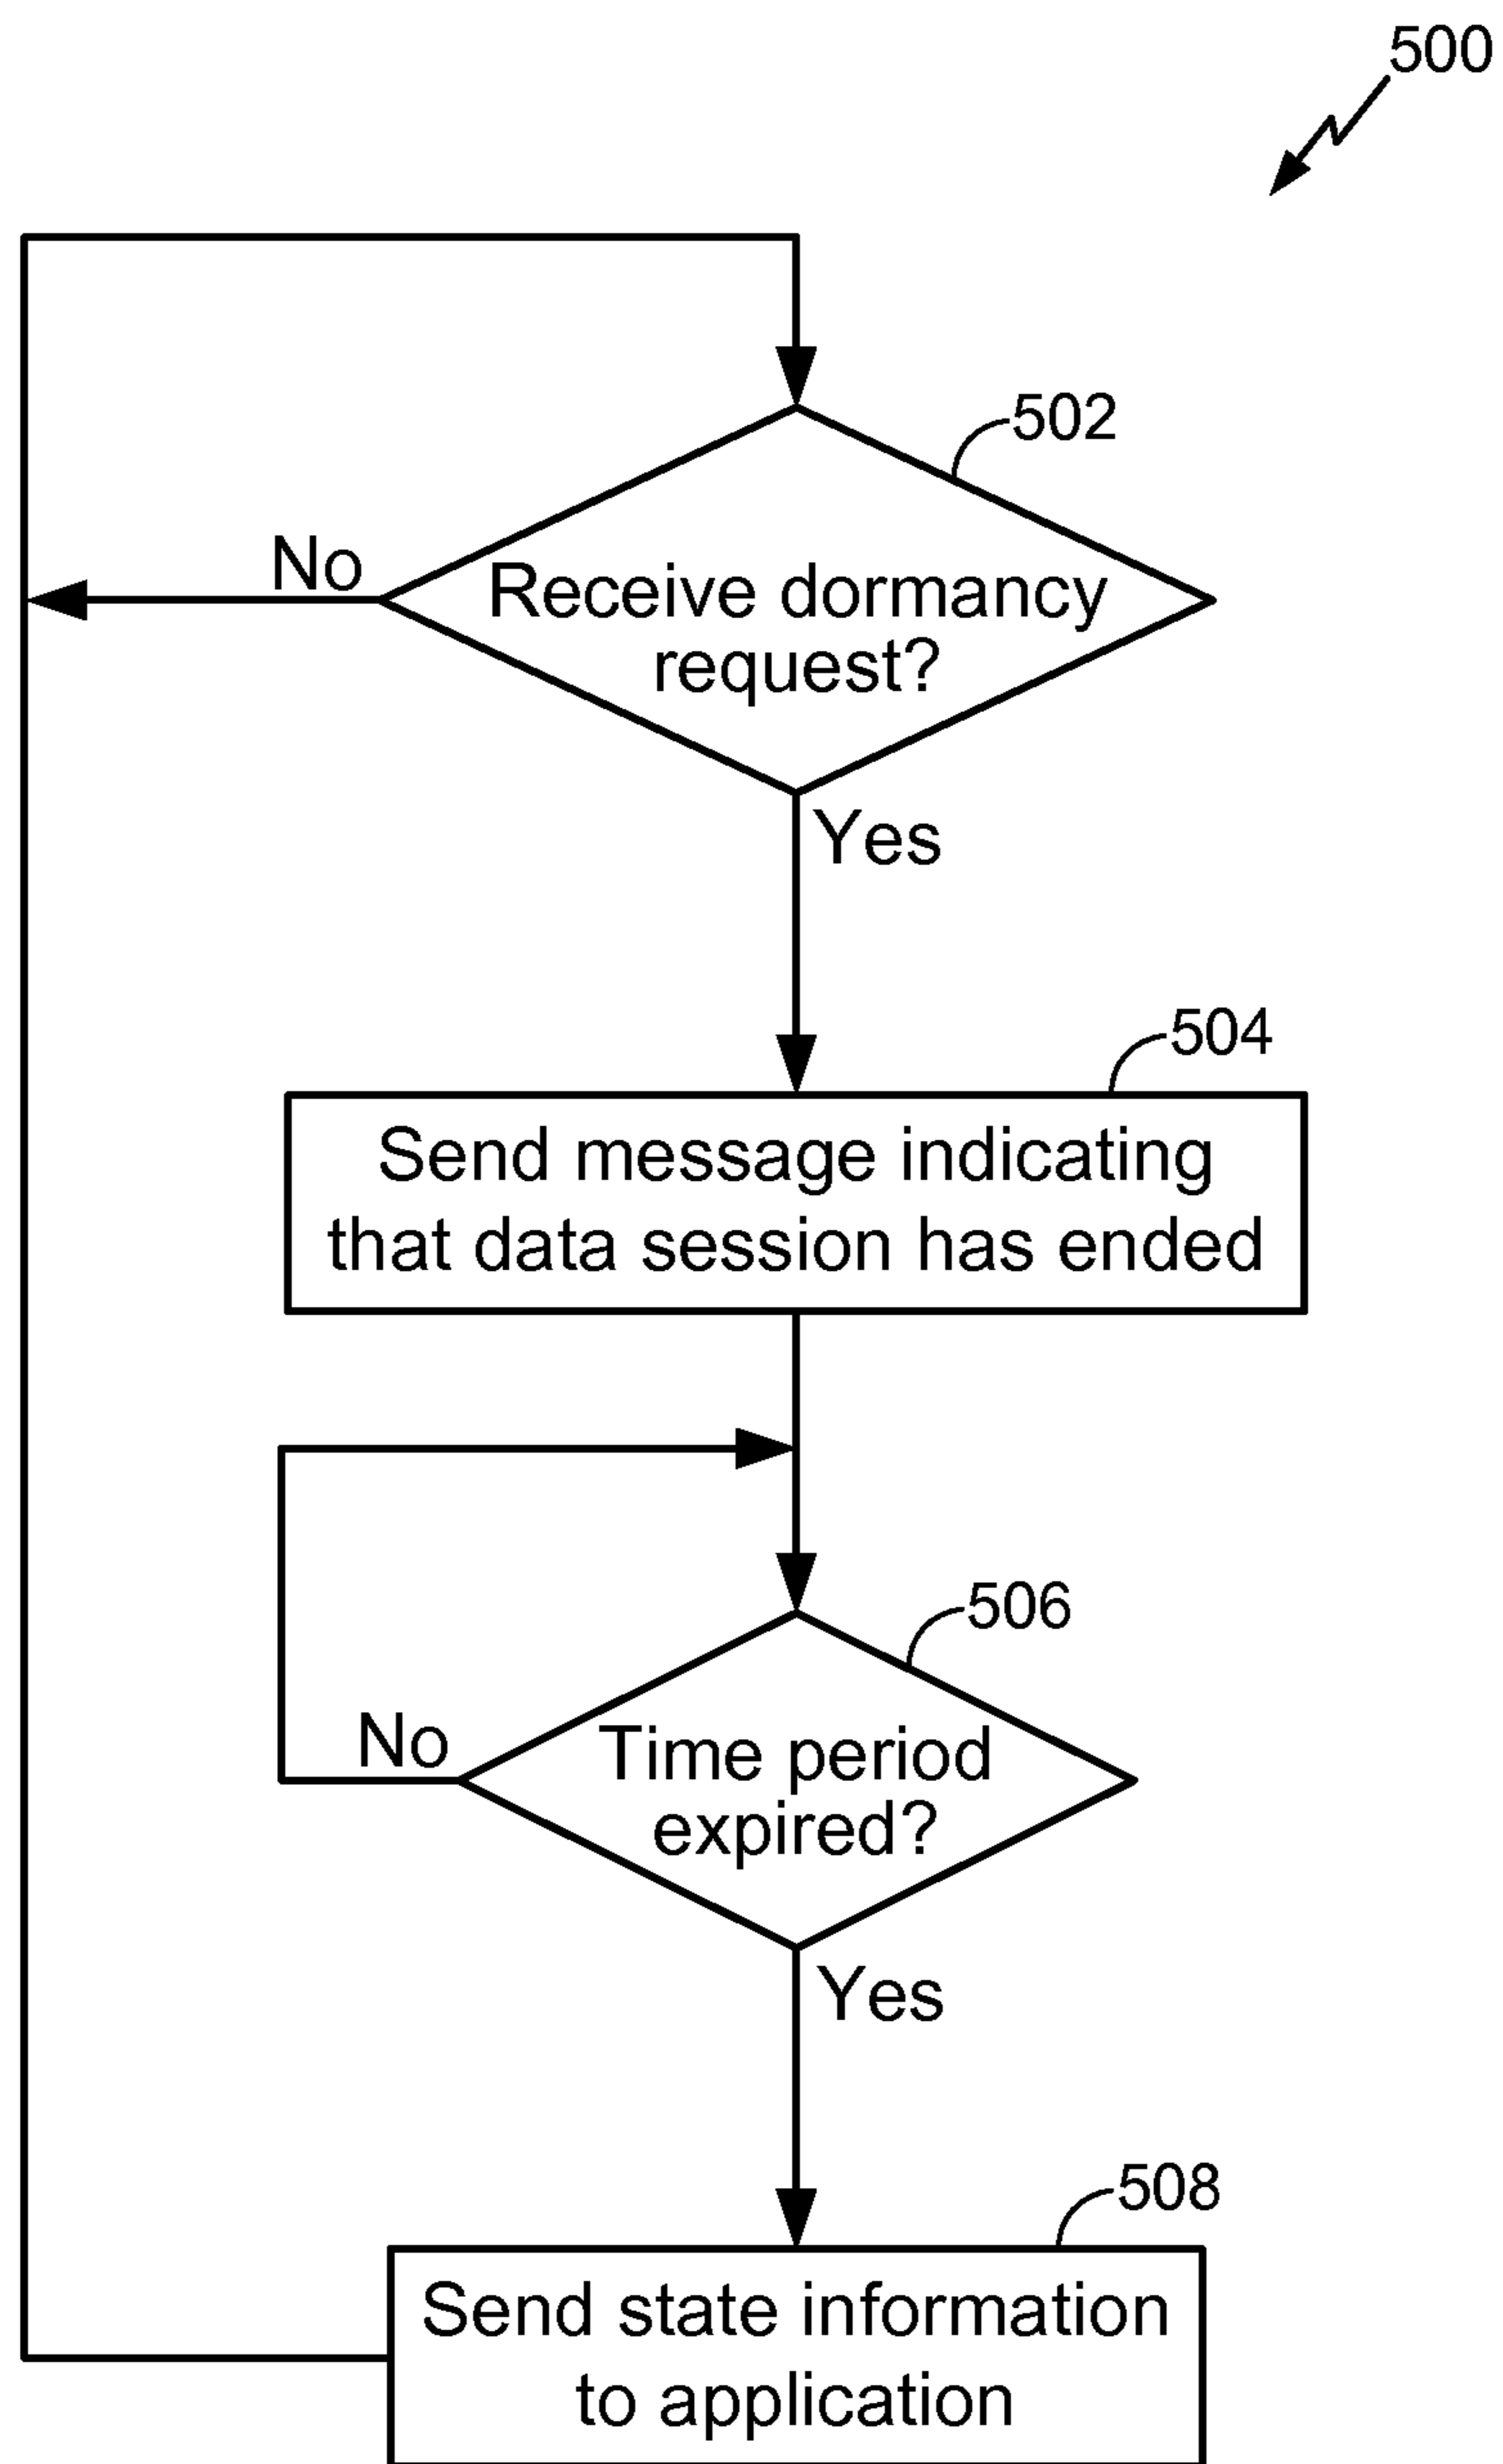 500
502
No
Receive dormancy
request?
Yes
504
Send message indicating
that data session has ended
506
No
Time period
expired?
Yes
508
Send state information
to application